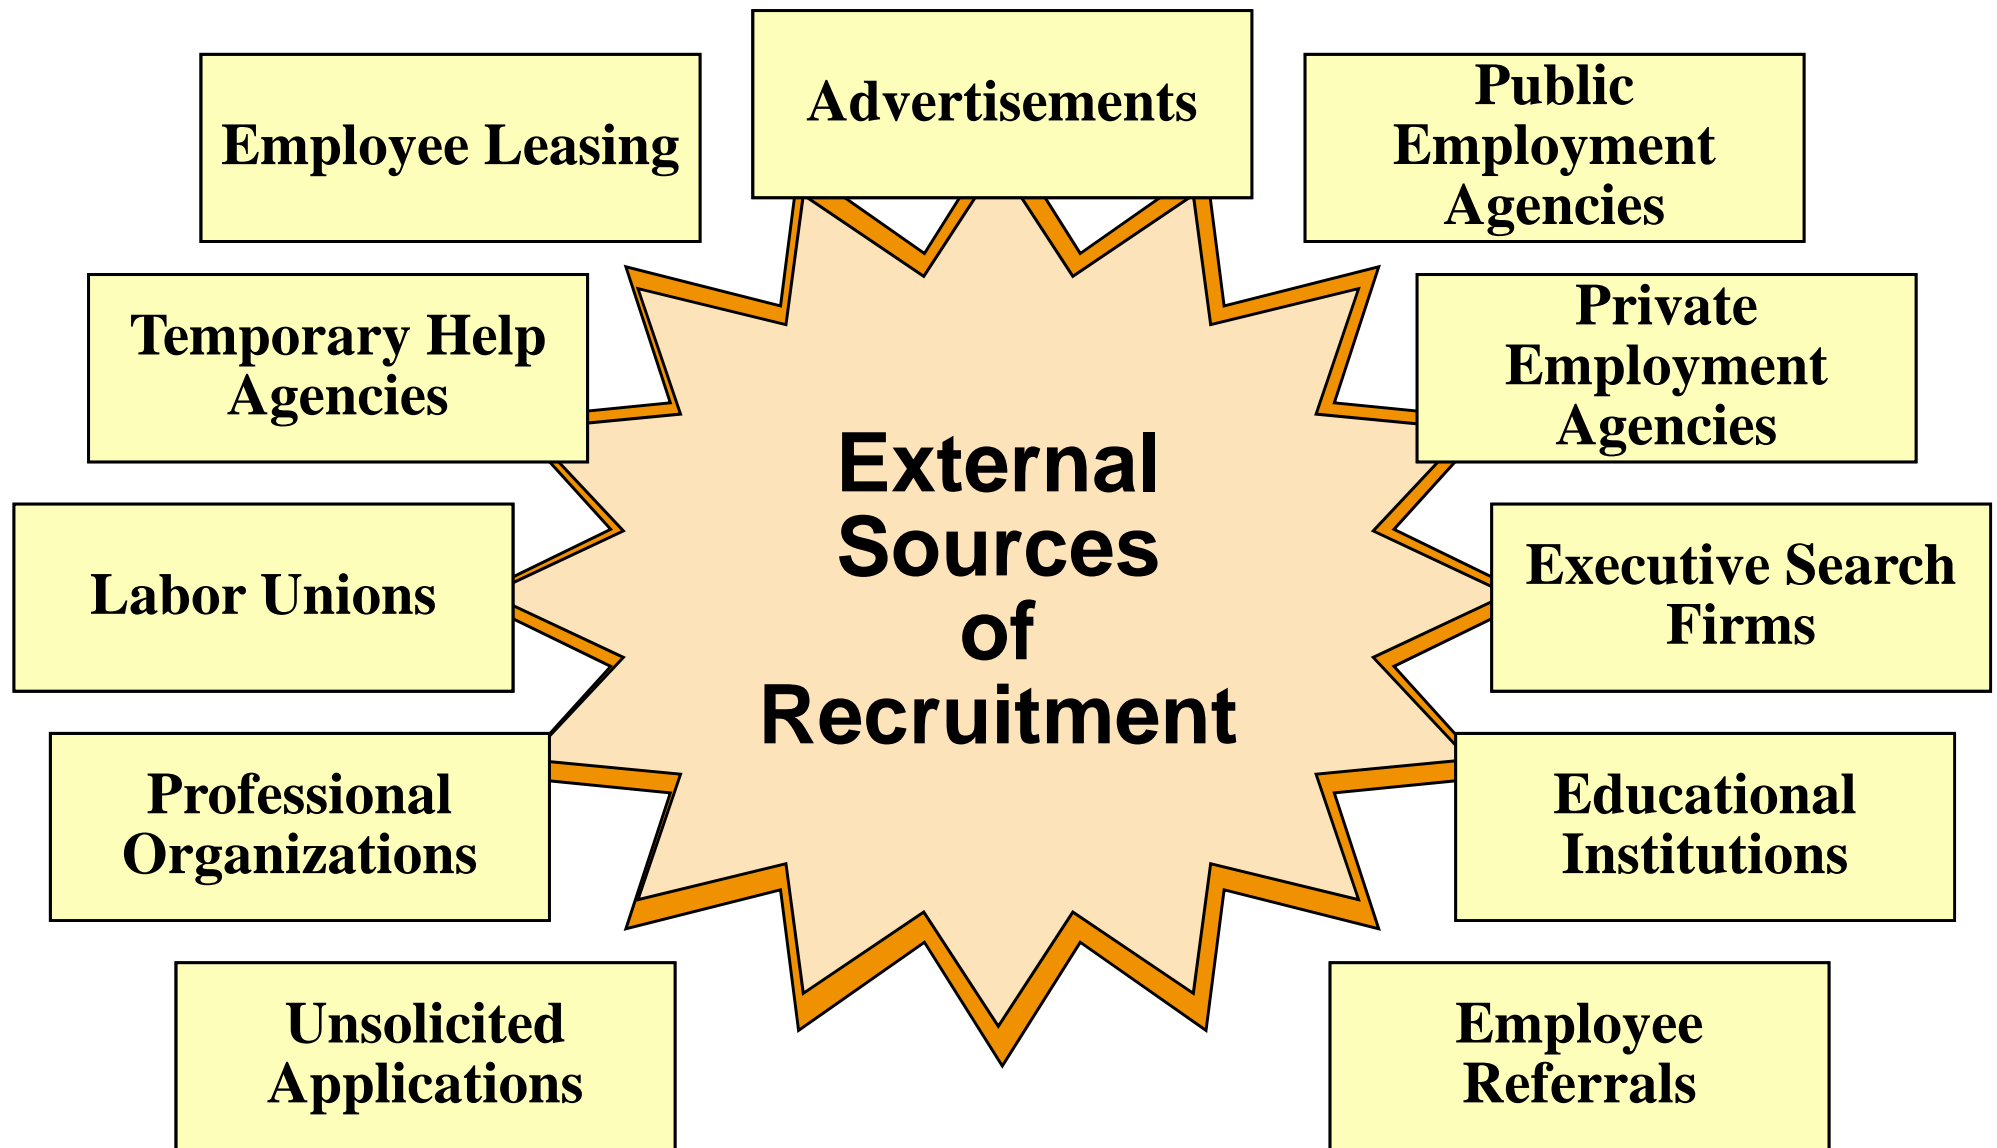 Advertisements
Public
Employment
Agencies
Employee Leasing
Private
Employment
Agencies
Temporary Help
Agencies
External
Sources
of
Recruitment
Executive Search
Firms
Labor Unions
Educational
Institutions
Professional
Organizations
Employee
Referrals
Unsolicited
Applications